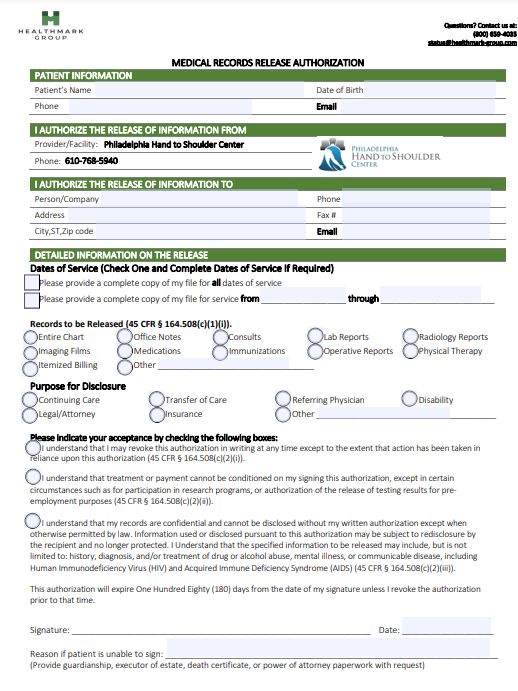 HEALTHMARK
GROUP
Questions? Contact us at:
(800) 659-4035
status@healthmark-group.com
MEDICAL RECORDS RELEASE AUTHORIZATION
PATIENT INFORMATION
Patient's Name Date of Birth
Phone Email
I AUTHORIZE THE RELEASE OF INFORMATION FROM
Provider/Facility: Philadelphia Hand to Shoulder Center
Phone: 610-768-5940
PHILADELPHIA
HAND TO SHOULDER
CENTER
I AUTHORIZE THE RELEASE OF INFORMATION TO
Person/Company Phone
Address Fax #
City,ST,Zip code Email
DETAILED INFORMATION ON THE RELEASE
Dates of Service (Check One and Complete Dates of Service if Required)
Please provide a complete copy of my file for all dates of service
Please provide a complete copy of my file for service from through
Records to be Released (45 CFR § 164.508(c)(1)(i)).
Entire Chart Office Notes Consults Lab Reports Radiology Reports
Imaging Films Medications Immunizations Operative Reports Physical Therapy
Itemized Billing Other
Purpose for Disclosure
Continuing Care Transfer of Care Referring Physician Disability
Legal/Attorney Insurance Other
Please indicate your acceptance by checking the following boxes:
I understand that I may revoke this authorization in writing at any time except to the extent that action has been taken in
reliance upon this authorization (45 CFR § 164.508(c)(2)(i)).
I understand that treatment or payment cannot be conditioned on my signing this authorization, except in certain
circumstances such as for participation in research programs, or authorization of the release of testing results for pre-
employment purposes (45 CFR § 164.508(c)(2)(ii)).
I understand that my records are confidential and cannot be disclosed without my written authorization except when
otherwise permitted by law. Information used or disclosed pursuant to this authorization may be subject to redisclosure by
the recipient and no longer protected. I Understand that the specified information to be released may include, but is not
limited to: history, diagnosis, and/or treatment of drug or alcohol abuse, mental illness, or communicable disease, including
Human Immunodeficiency Virus (HIV) and Acquired Immune Deficiency Syndrome (AIDS) (45 CFR § 164.508(c)(2)(iii)).
This authorization will expire One Hundred Eighty (180) days from the date of my signature unless I revoke the authorization
prior to that time.
Signature: Date:
Reason if patient is unable to sign:
(Provide guardianship, executor of estate, death certificate, or power of attorney paperwork with request)